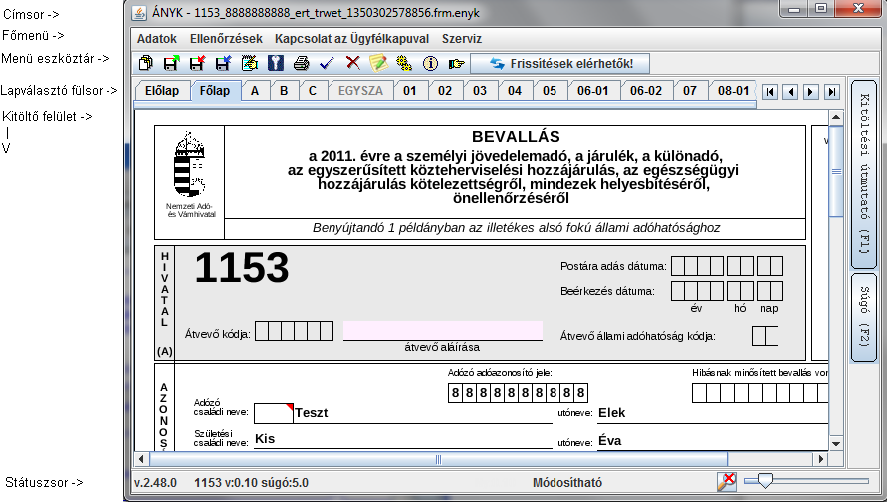 ÁNYK - 1153_8888888888_ert_trwet_1350302578856.frm.enyk
Címsor ->
Főmenü ->
Adatok Ellenőrzések Kapcsolat az Ügyfélkapuval Szerviz
Menü eszköztár ->
Frissítések elérhetők!
Lapválasztó fülsor ->
Előlap Főlap A B C EGYSZA 01 02 03 04 05 06-01 06-02 07 08-01
Kitöltő felület ->
|
V
Nemzeti Adó-
és Vámhivatal
BEVALLÁS
a 2011. évre a személyi jövedelemadó, a járulék, a különadó,
az egyszerűsített közteherviselési hozzájárulás, az egészségügyi
hozzájárulás kötelezettségről, mindezek helyesbítéséről,
önellenőrzéséről
Benyújtandó 1 példányban az illetékes alsó fokú állami adóhatósághoz
Kitöltési útmutató (F1)
Súgó (F2)
HIVATAL
(A)
1153
Postára adás dátuma:
Beérkezés dátuma:
év hó nap
Átvevő kódja:
átvevő aláírása
Átvevő állami adóhatóság kódja:
AZONOS
Adózó adóazonosító jele:
Hibásnak minősített bevallás von
8 8 8 8 8 8 8 8 8 8
Adózó
családi neve: Teszt utóneve: Elek
Születési
családi neve: Kis utóneve: Éva
Státuszsor ->
v.2.48.0 1153 v:0.10 súgó:5.0 Módosítható